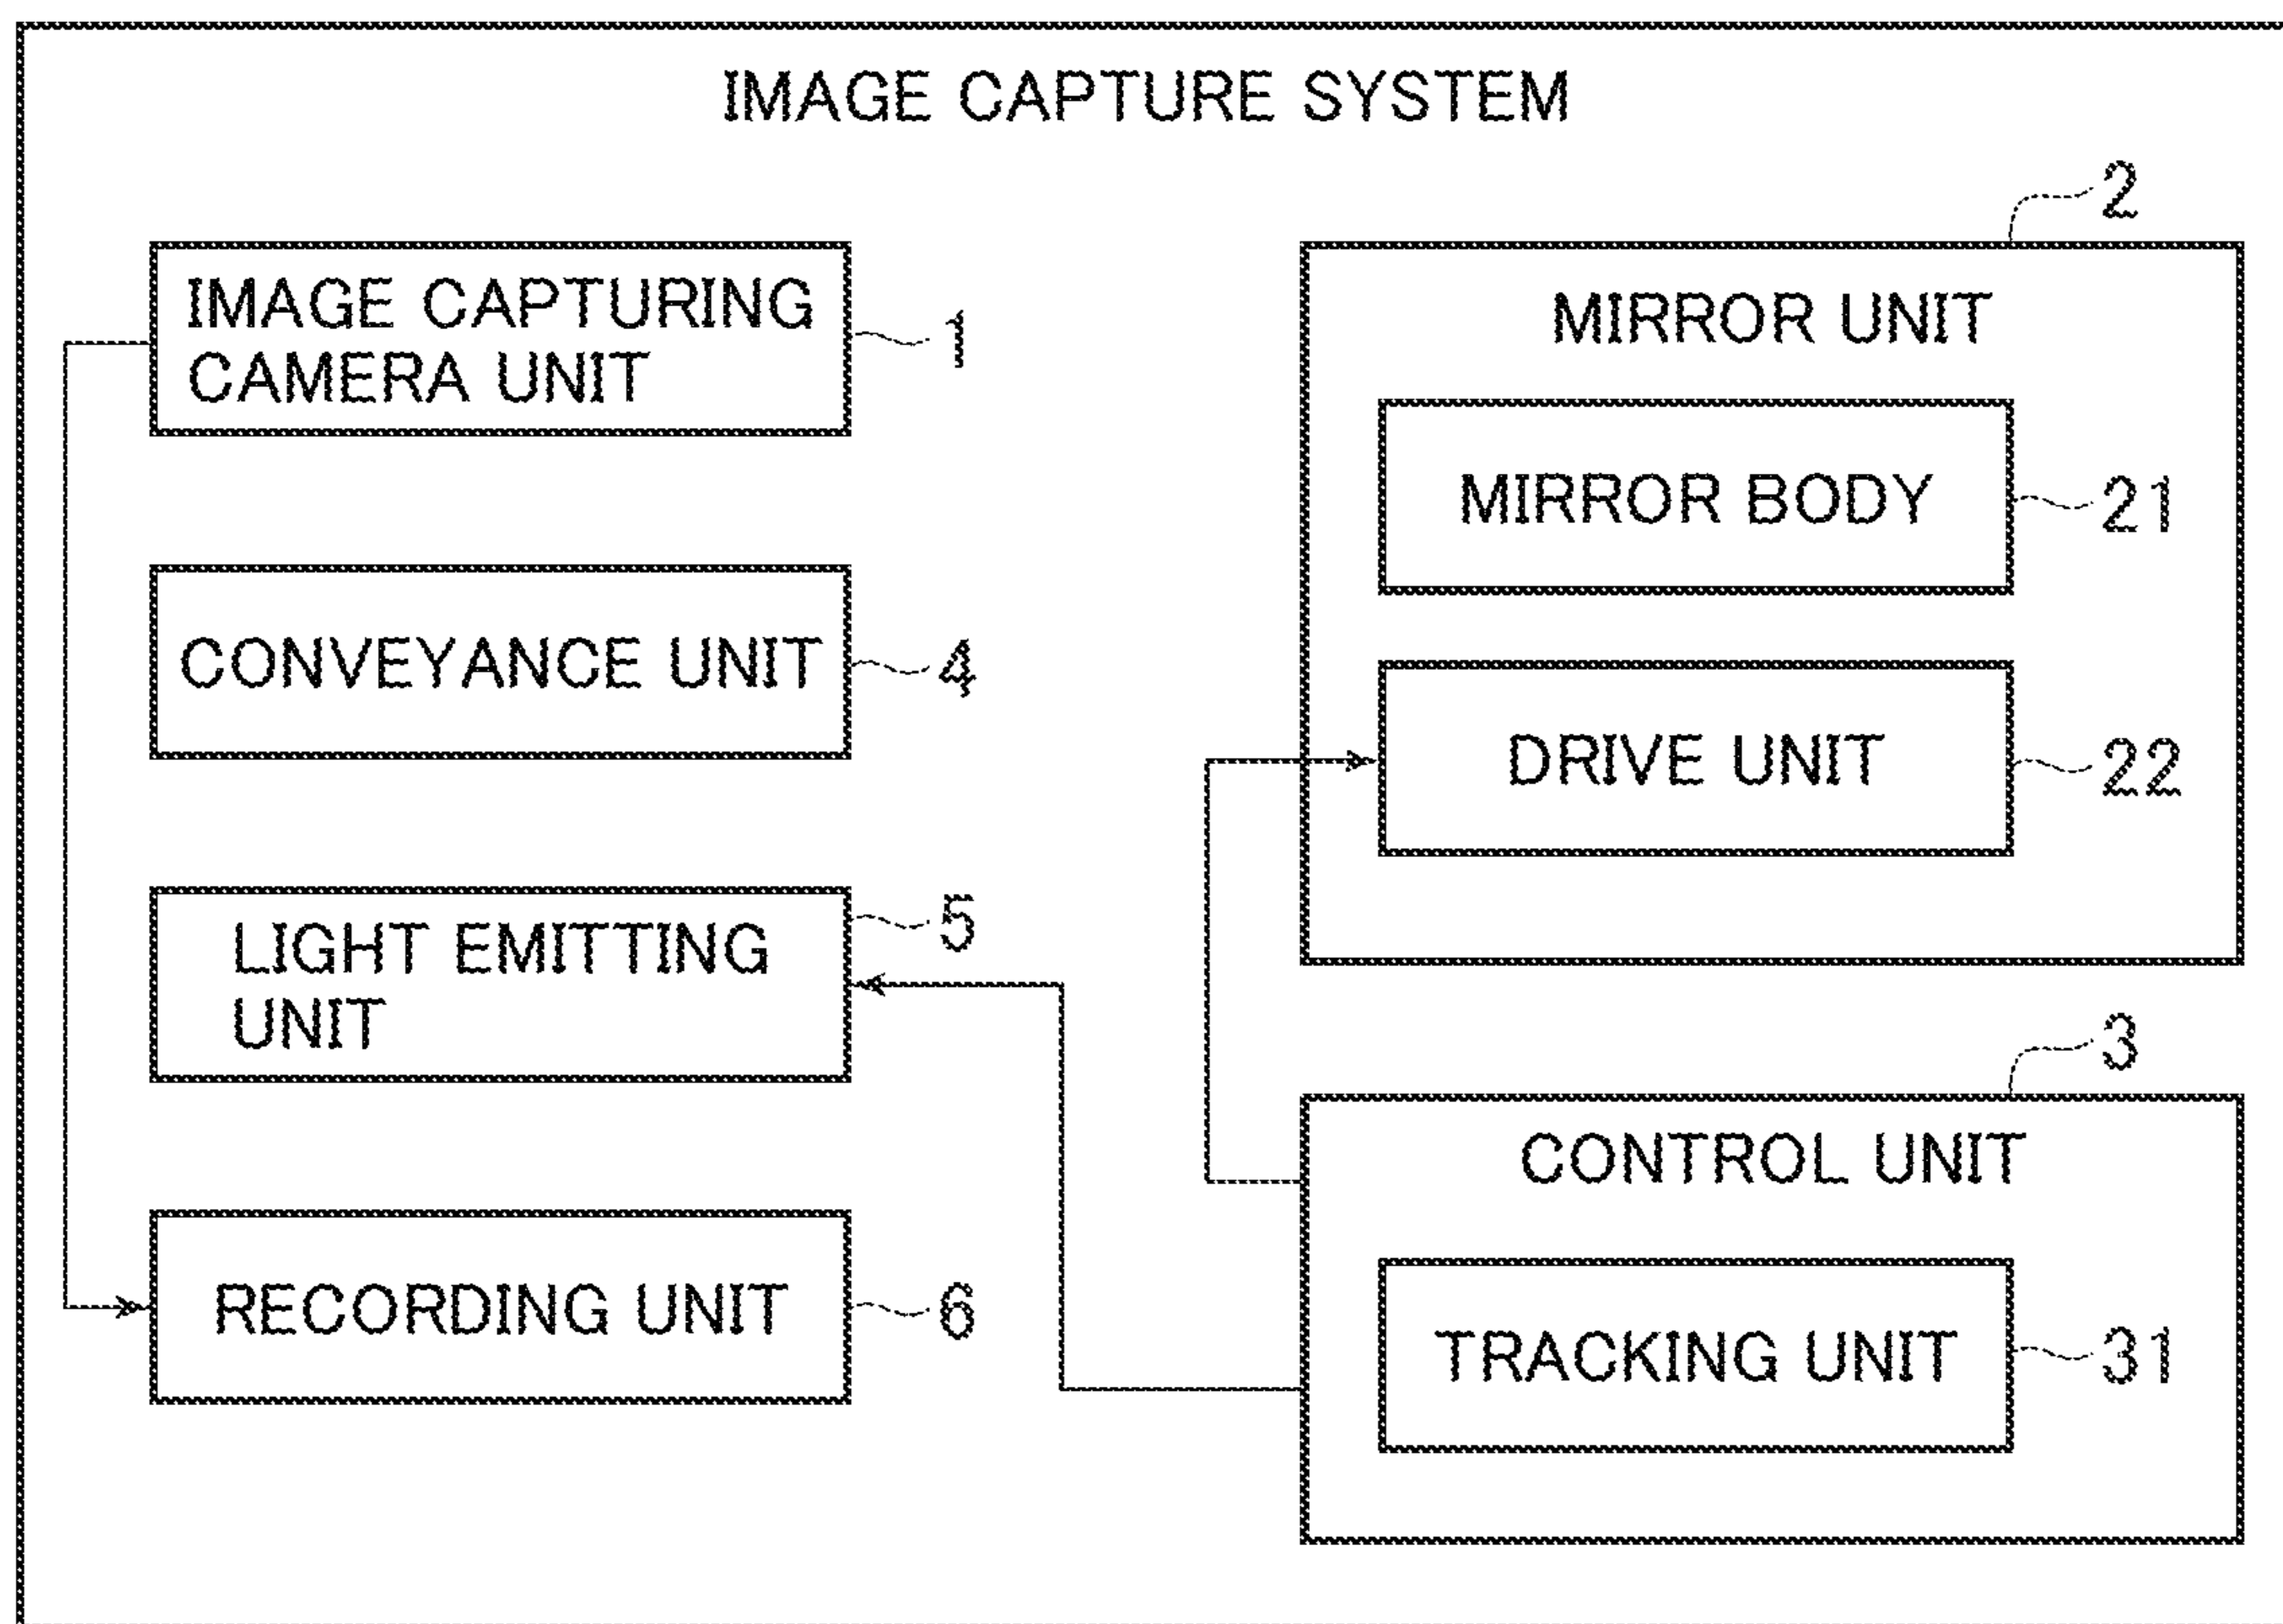 IMAGE CAPTURE SYSTEM
IMAGE CAPTURING
CAMERA UNIT
1
CONVEYANCE UNIT
4
LIGHT EMITTING
UNIT
5
RECORDING UNIT
6
2
MIRROR UNIT
MIRROR BODY
21
DRIVE UNIT
22
3
CONTROL UNIT
TRACKING UNIT
31